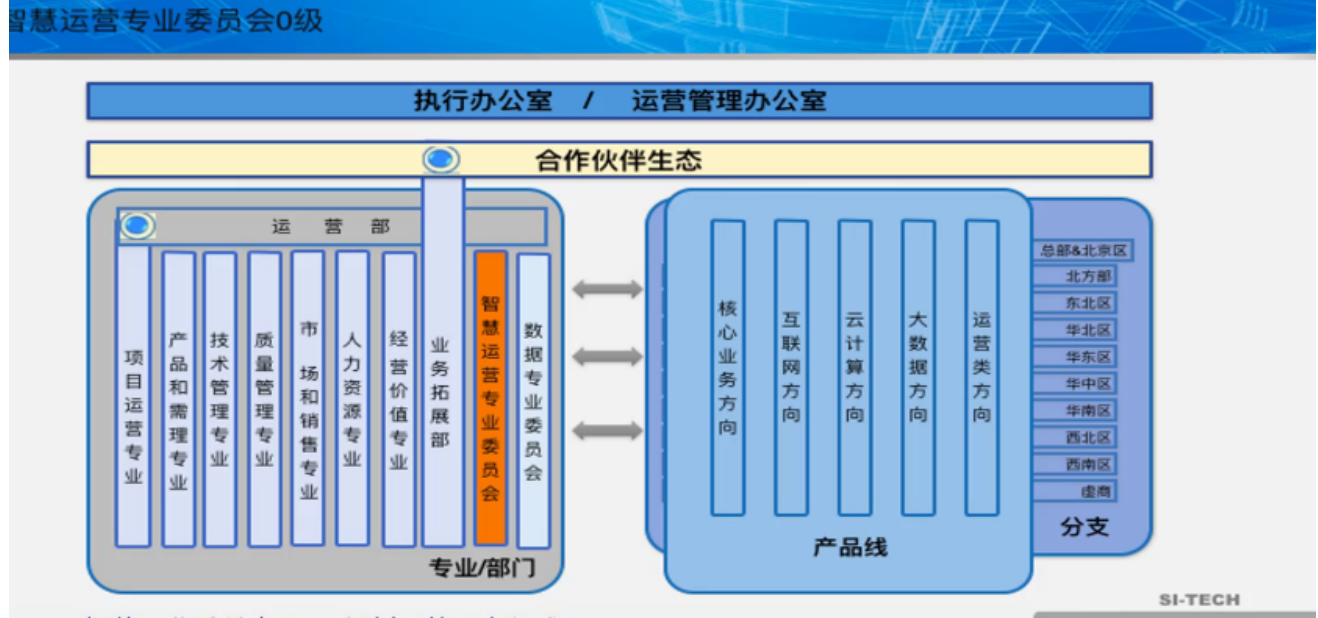 智慧运营专业委员会0级
执行办公室 / 运营管理办公室
合作伙伴生态
运营部
项目运营专业
产品和需理专业
技术管理专业
质量管理专业
市场和销售专业
人力资源专业
经营价值专业
业务拓展部
智慧运营专业委员会
数据专业委员会
专业/部门
核心业务方向
互联网方向
云计算方向
大数据方向
运营类方向
产品线
总部&北京区
北方部
东北区
华北区
华东区
华中区
华南区
西北区
西南区
虚商
分支
SI-TECH